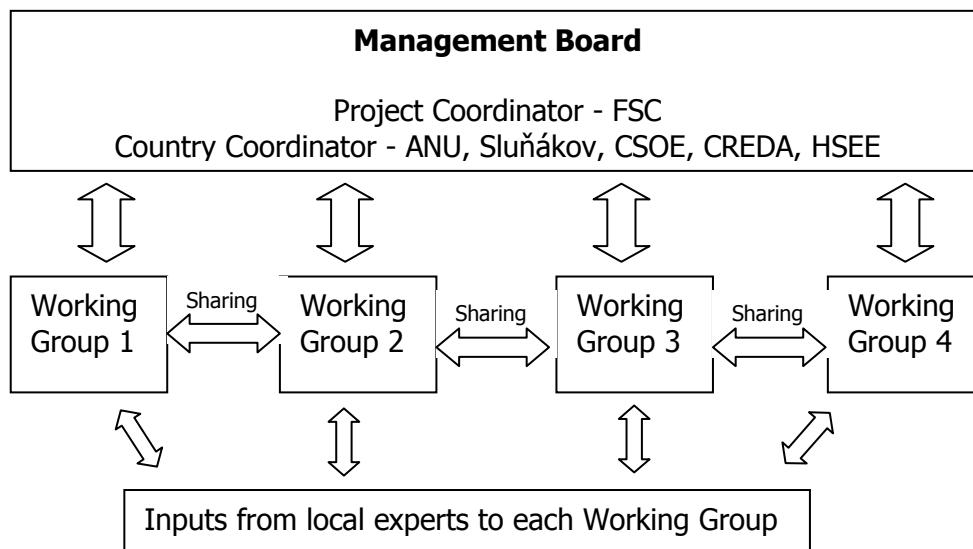 Management Board
Project Coordinator - FSC
Country Coordinator - ANU, Sluňákov, CSOE, CREDA, HSEE
Working
Group 1
Sharing
Working
Group 2
Sharing
Working
Group 3
Sharing
Working
Group 4
Inputs from local experts to each Working Group